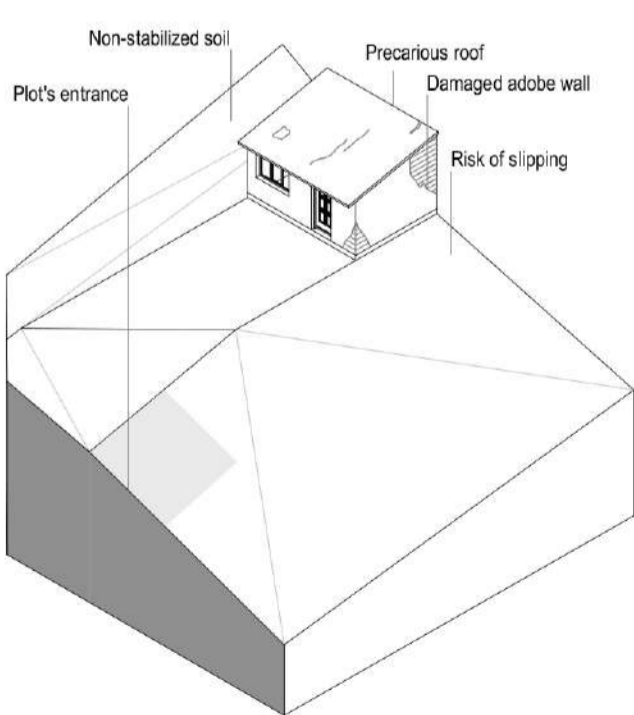 Non-stabilized soil
Precarious roof
Plot's entrance
Damaged adobe wall
Risk of slipping